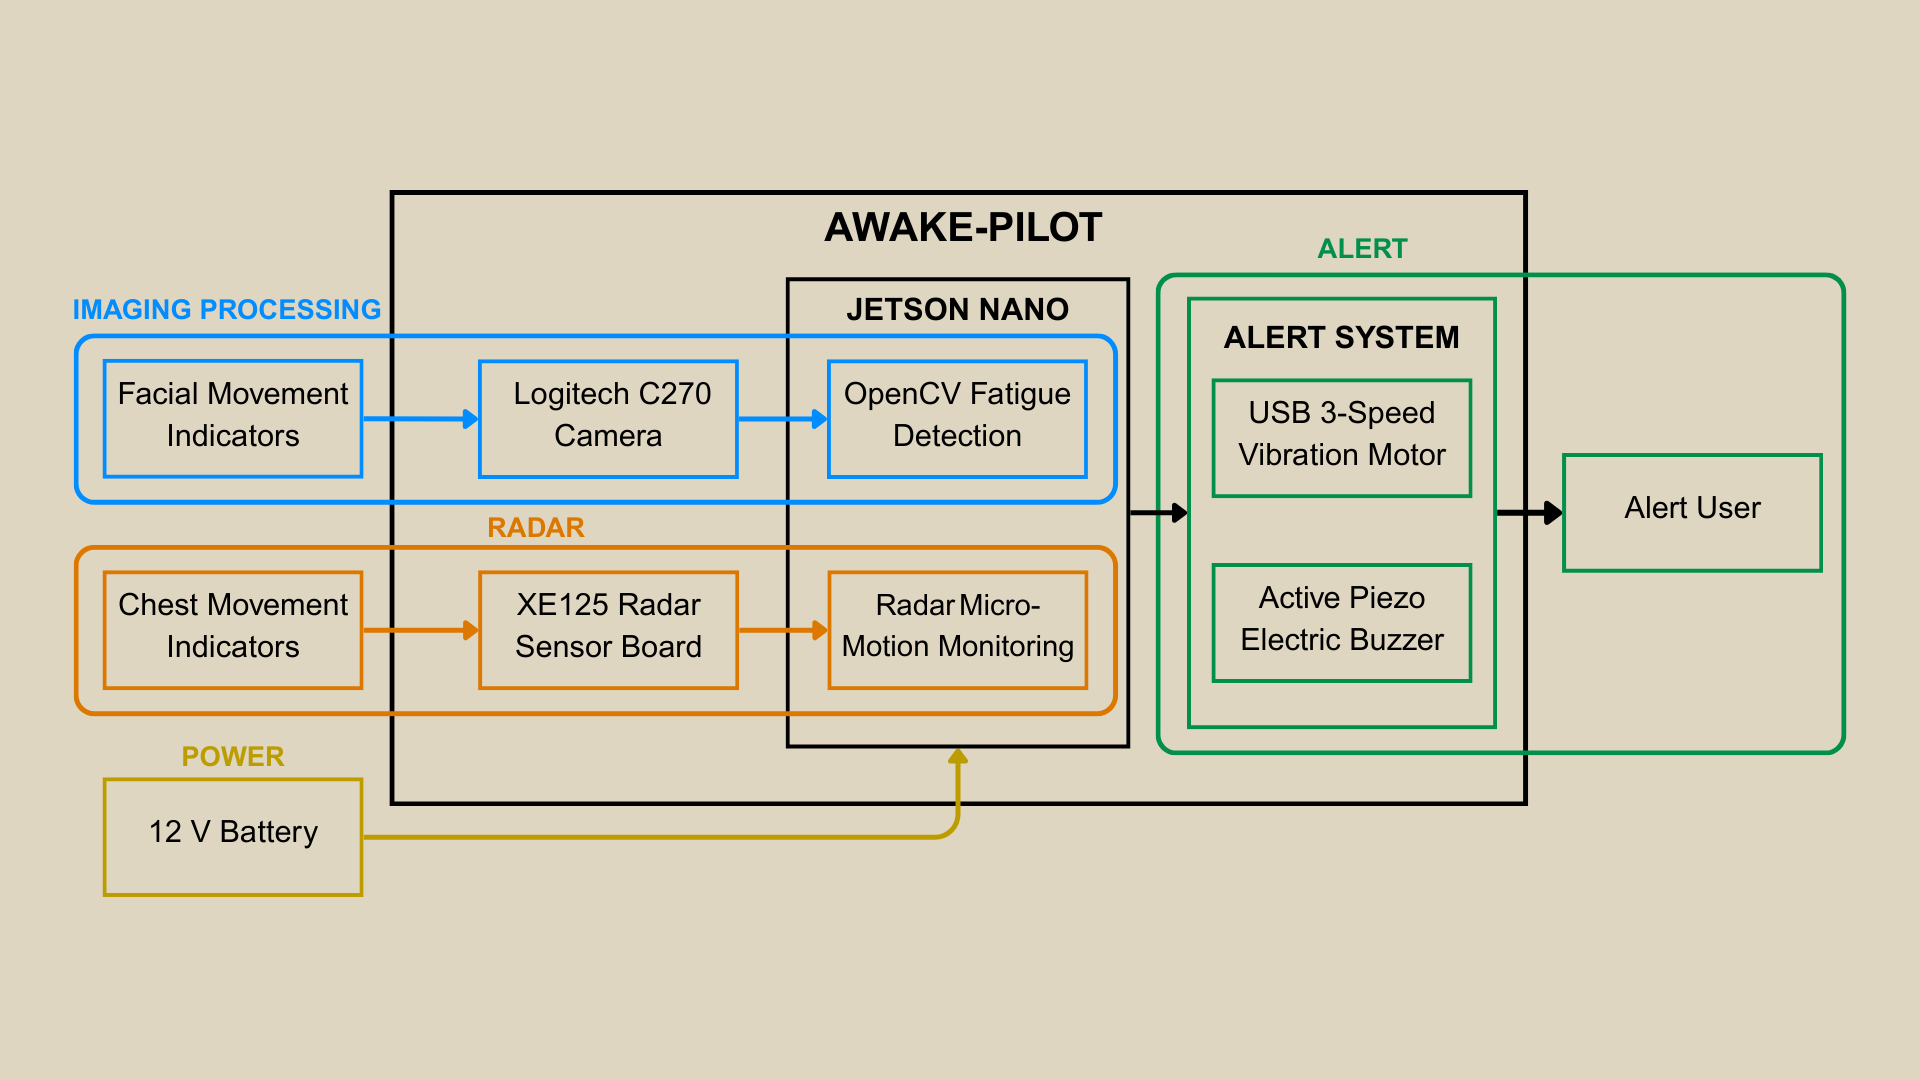 AWAKE-PILOT
ALERT
IMAGING PROCESSING
JETSON NANO
ALERT SYSTEM
Facial Movement
Indicators
Logitech C270
Camera
OpenCV Fatigue
Detection
USB 3-Speed
Vibration Motor
Alert User
RADAR
Chest Movement
Indicators
XE125 Radar
Sensor Board
Radar Micro-
Motion Monitoring
Active Piezo
Electric Buzzer
POWER
12 V Battery